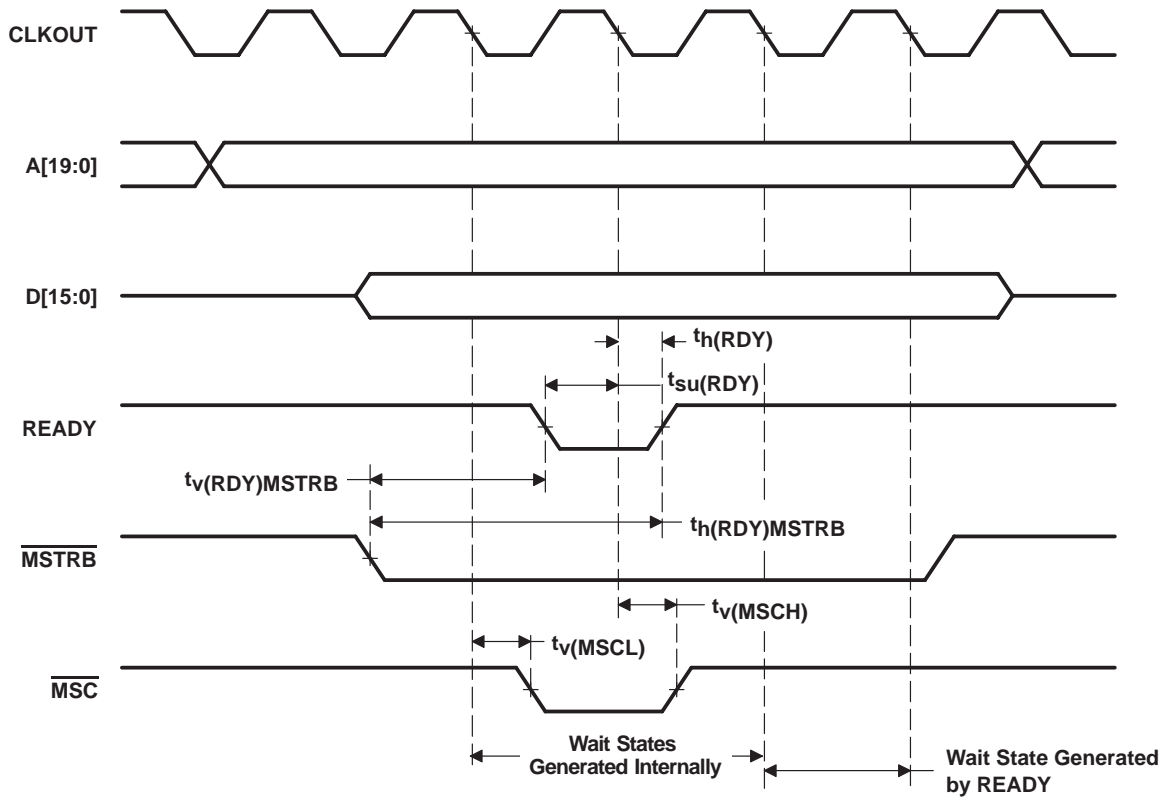 CLKOUT
A[19:0]
D[15:0]
th(RDY)
tsu(RDY)
READY
tv(RDY)MSTRB
th(RDY)MSTRB
MSTRB
tv(MSCH)
tv(MSCL)
MSC
Wait States
Generated Internally
Wait State Generated
by READY